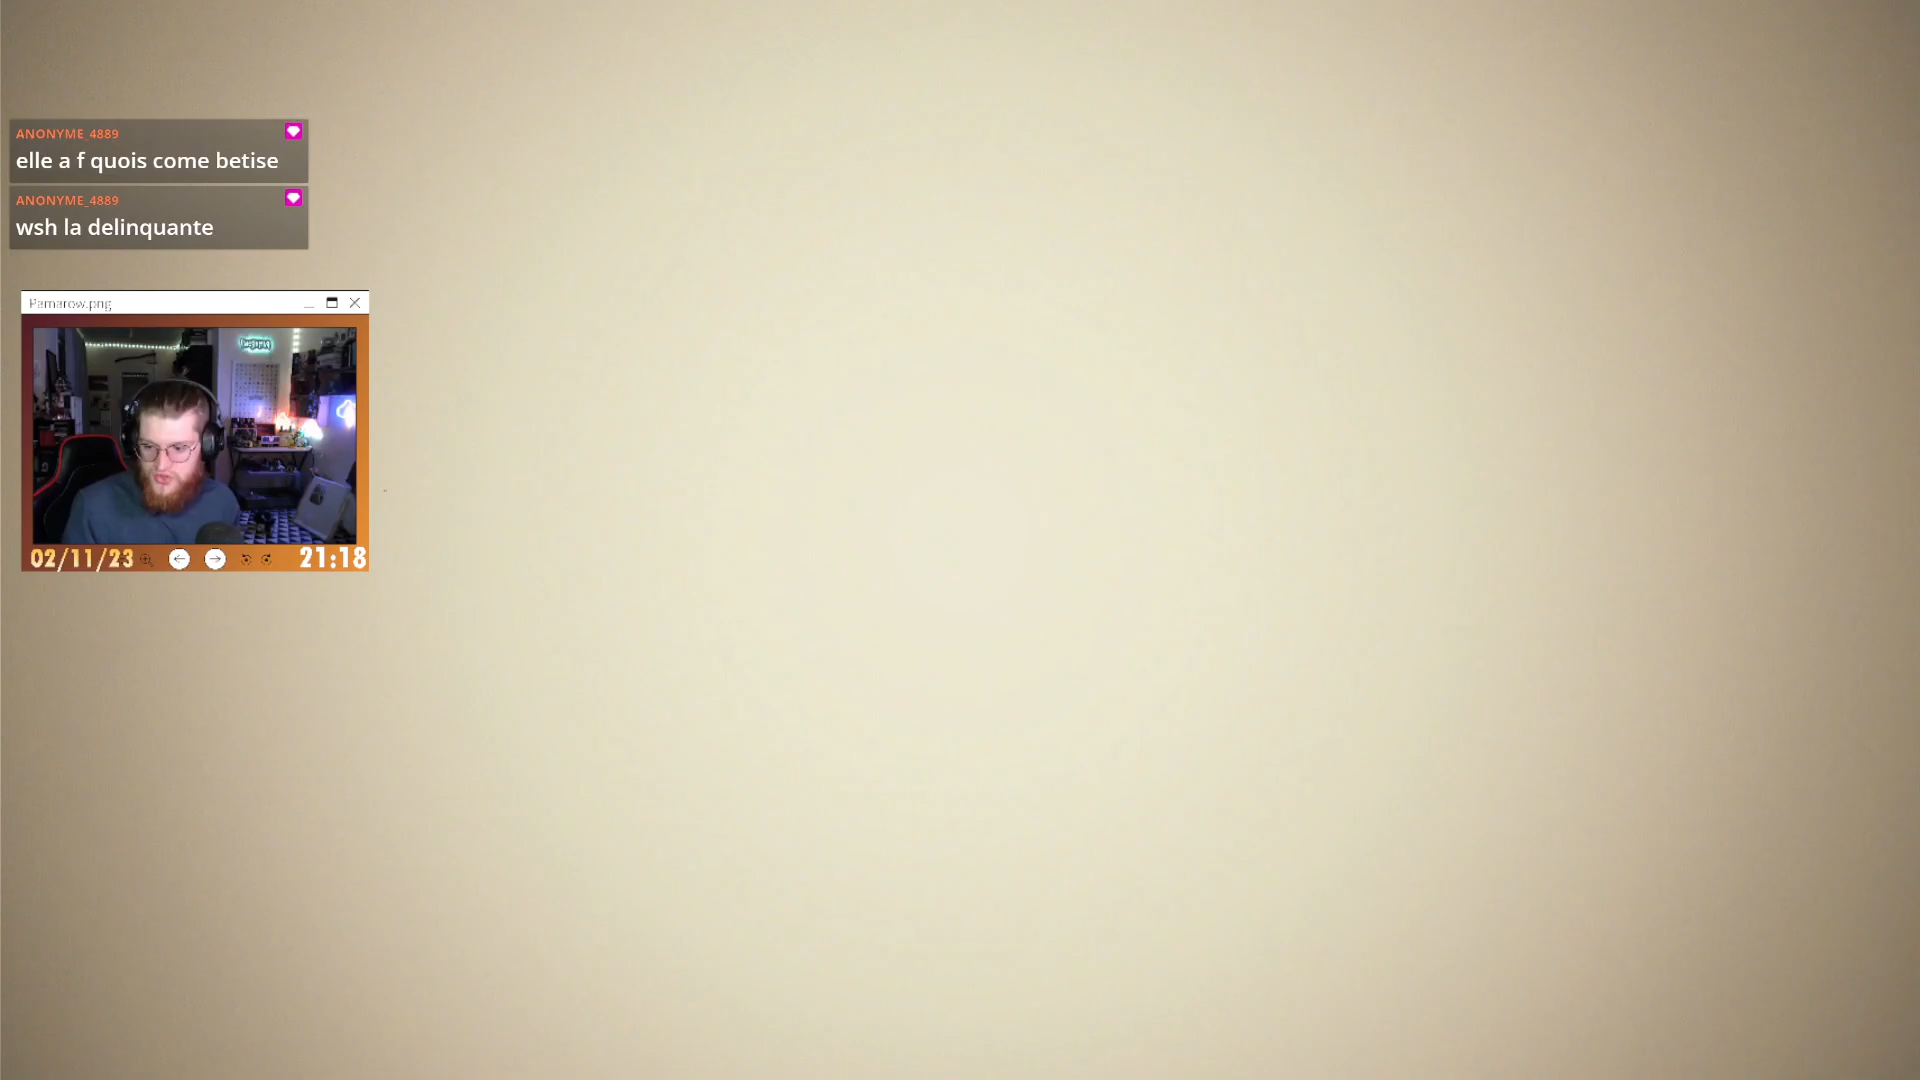 ANONYME_4889
elle a f quois come betise
ANONYME_4889
wsh la delinquante
Pamarow.png
02/11/23
21:18